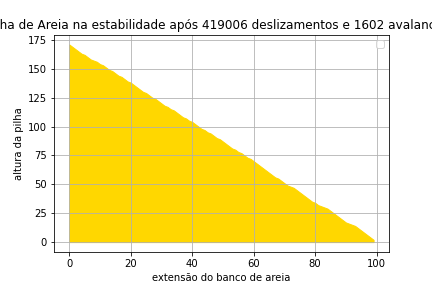 ha de Areia na estabilidade após 419006 deslizamentos e 1602 avalanc
altura da pilha
175
150
125
100
75
50
25
0
0 20 40 60 80 100
extensão do banco de areia